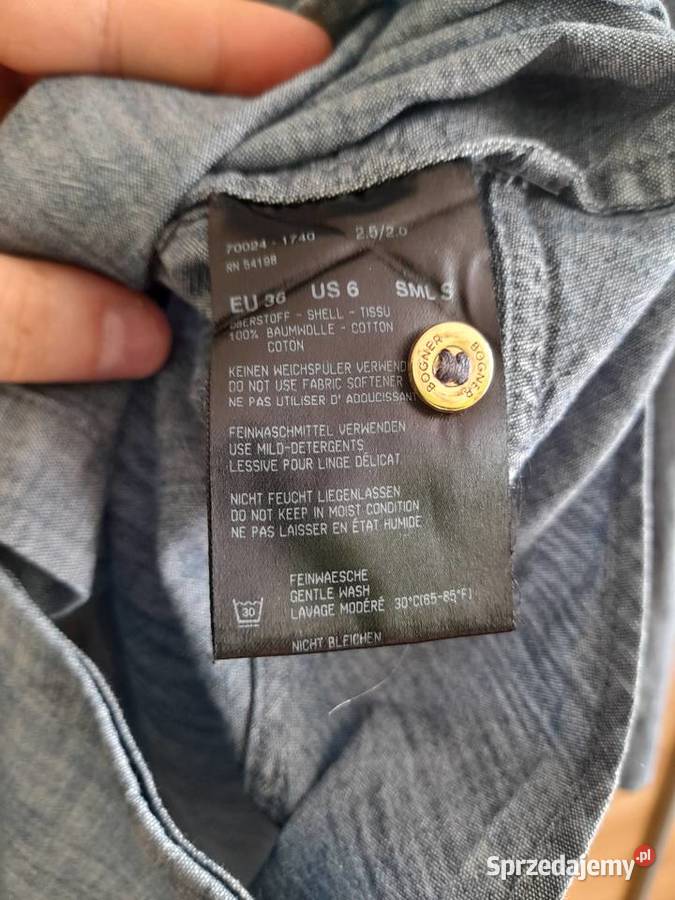 70024 - 1740 2.5/2.0
RN 54198
EU 36 US 6 SML S
OBERSTOFF - SHELL - TISSU
100% BAUMWOLLE - COTTON
COTON
KEINEN WEICHSPÜLER VERWEND
DO NOT USE FABRIC SOFTENER
NE PAS UTILISER D'ADOUCISSANT
BOGNER BOGNER
FEINWASCHMITTEL VERWENDEN
USE MILD-DETERGENTS
LESSIVE POUR LINGE DÉLICAT
NICHT FEUCHT LIEGENLASSEN
DO NOT KEEP IN MOIST CONDITION
NE PAS LAISSER EN ÉTAT HUMIDE
FEINWAESCHE
GENTLE WASH
30 LAVAGE MODÉRÉ 30°C[65-85°F]
NICHT BLEICHEN
Sprzedajemy.pl